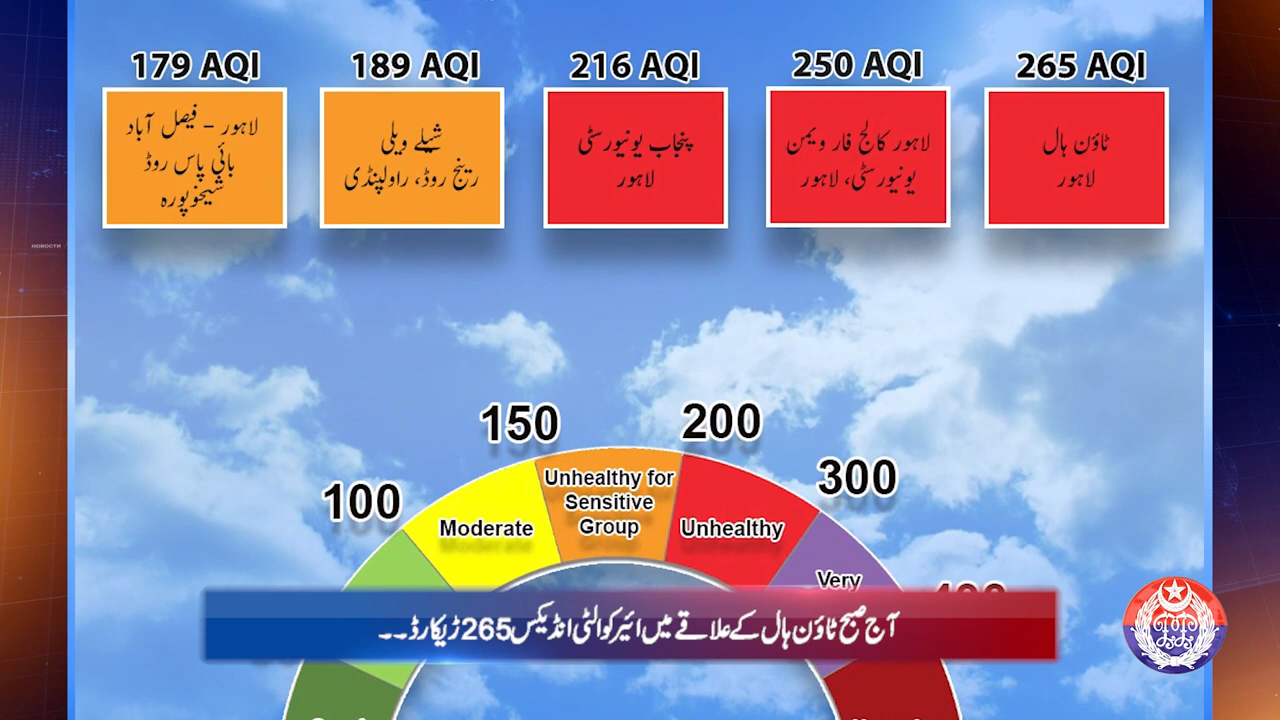 179 AQI
189 AQI
216 AQI
250 AQI
265 AQI
لاہور - فیصل آباد
بائی پاس روڈ
شیخوپورہ
شیلے ویلی
رینج روڈ، راولپنڈی
پنجاب یونیورسٹی
لاہور
لاہور کالج فار ویمن
یونیورسٹی، لاہور
ٹاؤن ہال
لاہور
НОВОСТИ
100
150
200
300
Moderate
Unhealthy for
Sensitive
Group
Unhealthy
Very
آج صبح ٹاؤن ہال کے علاقے میں ائیر کوالٹی انڈیکس 265 ریکارڈ۔۔